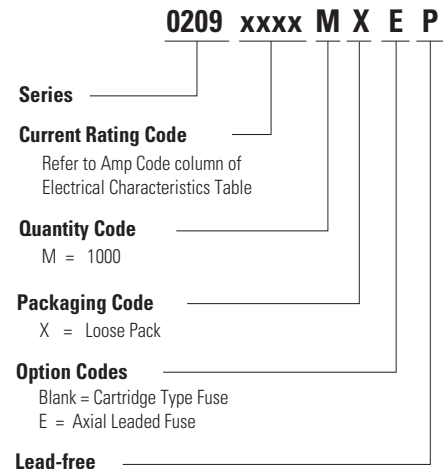 0209 xxxx M X E P
Series
Current Rating Code
Refer to Amp Code column of
Electrical Characteristics Table
Quantity Code
M = 1000
Packaging Code
X = Loose Pack
Option Codes
Blank = Cartridge Type Fuse
E = Axial Leaded Fuse
Lead-free